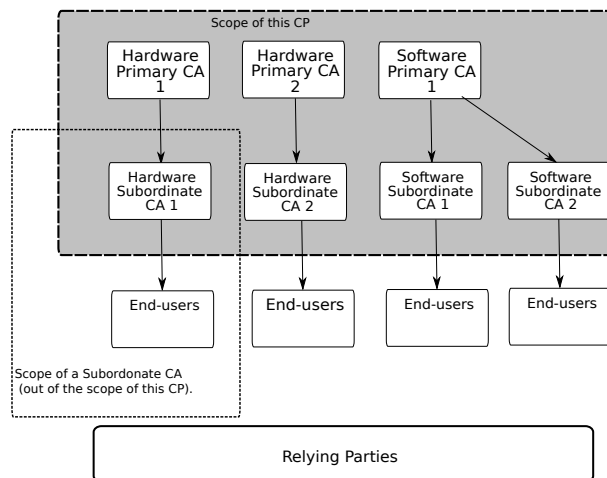 Scope of this CP
Hardware
Primary CA
1
Hardware
Primary CA
2
Software
Primary CA
1
Hardware
Subordinate
CA 1
Hardware
Subordinate
CA 2
Software
Subordinate
CA 1
Software
Subordinate
CA 2
End-users
End-users
End-users
End-users
Scope of a Subordonate CA
(out of the scope of this CP).
Relying Parties